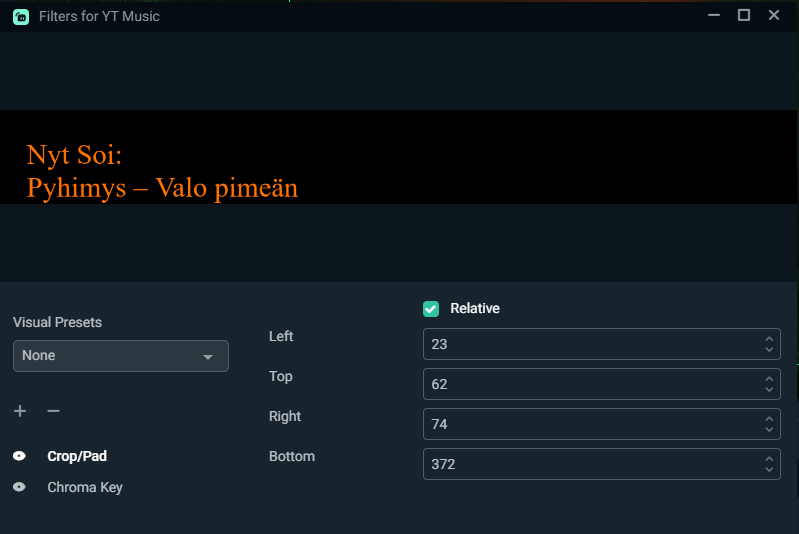 Filters for YT Music
Nyt Soi:
Pyhimys – Valo pimeän
Relative
Visual Presets
None
Left
23
Top
62
Right
74
Bottom
372
Crop/Pad
Chroma Key